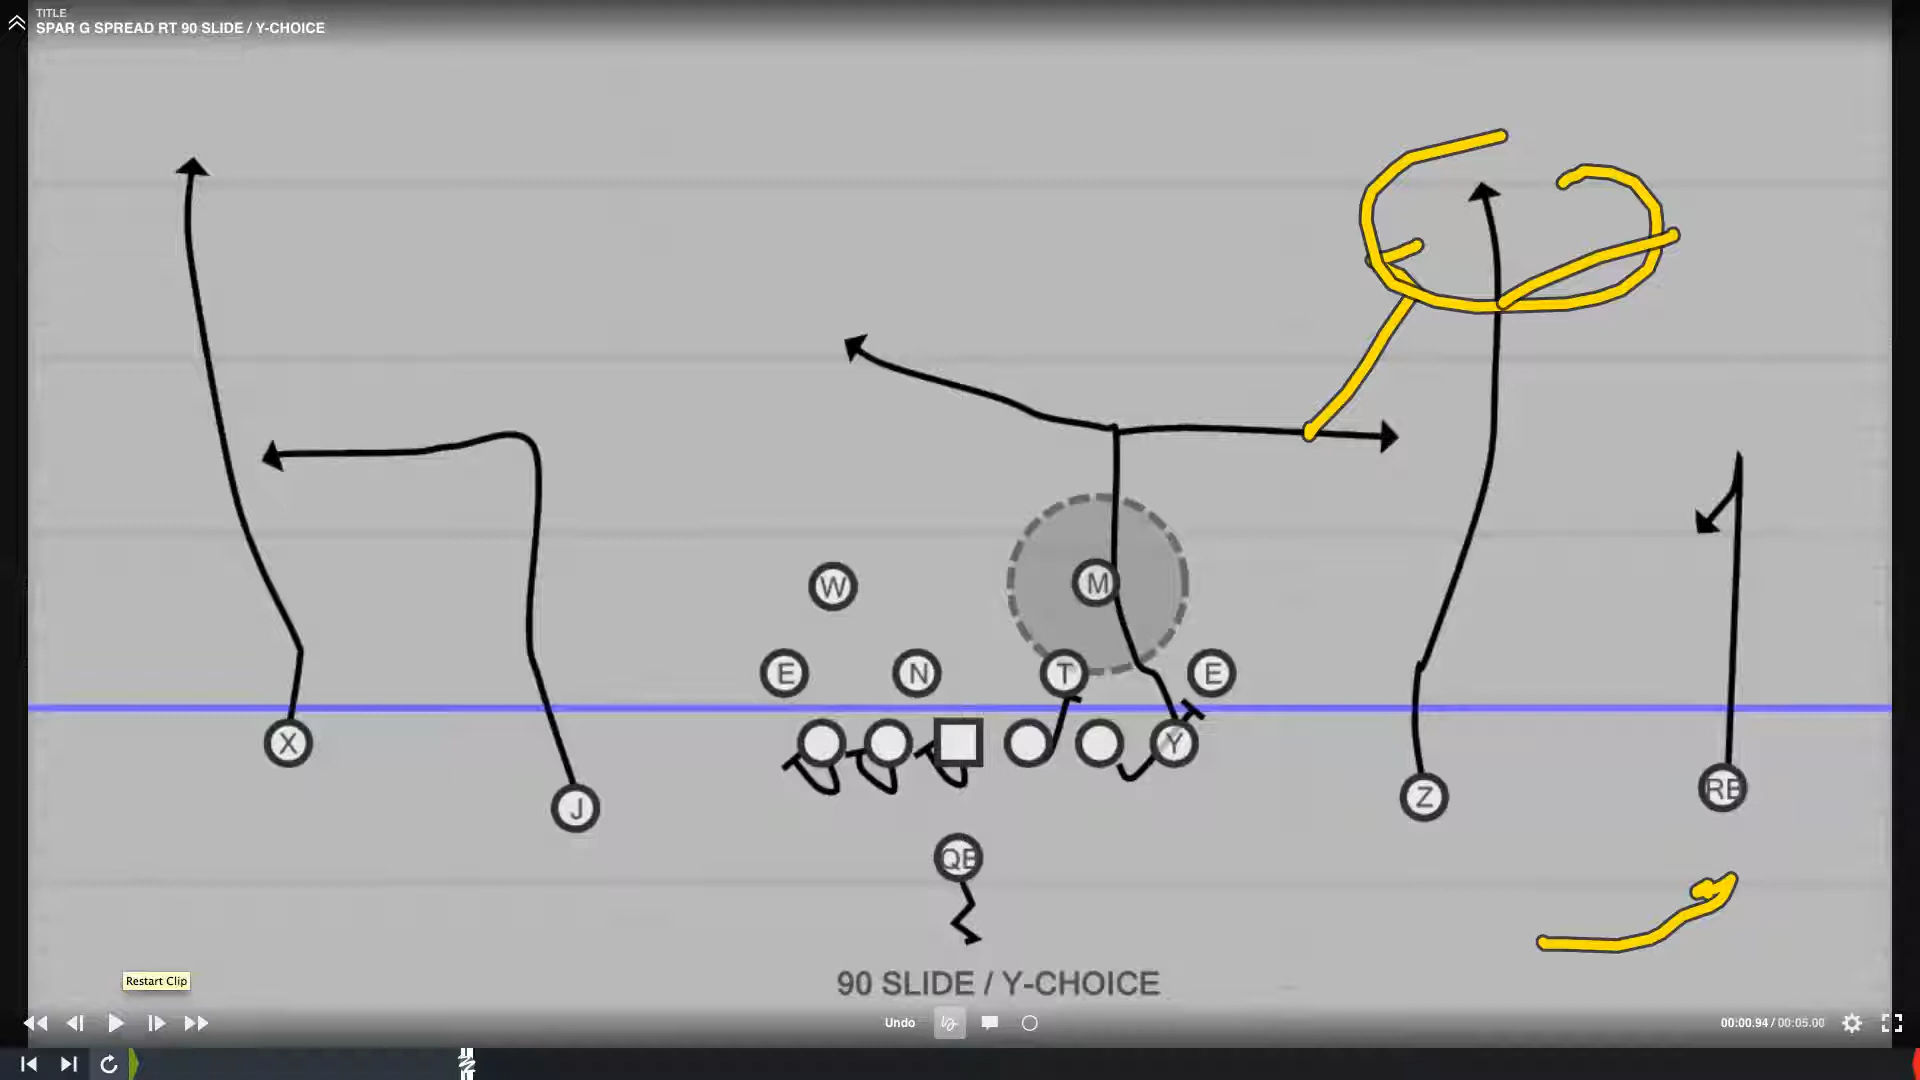 TITLE
SPAR G SPREAD RT 90 SLIDE / Y-CHOICE
W
M
E
N
T
E
X
Y
J
Z
RB
QB
90 SLIDE / Y-CHOICE
Restart Clip
Undo
00:00.94 / 00:05.00